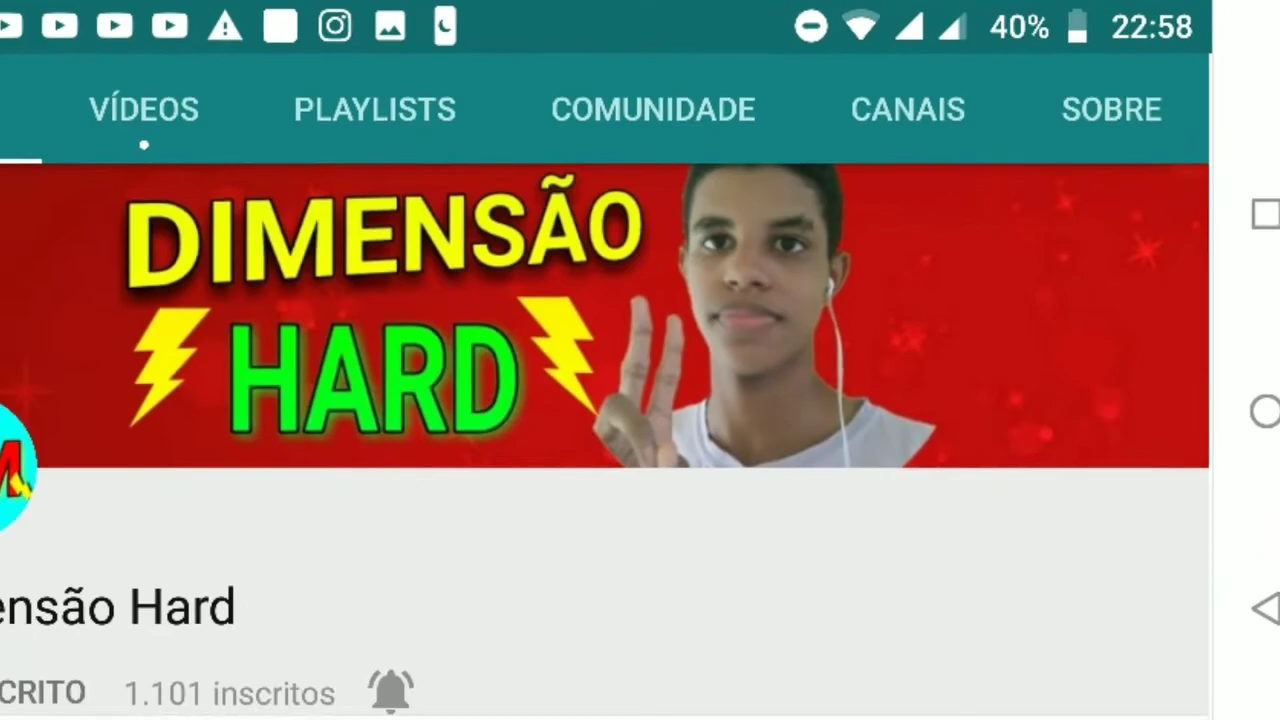 40% 22:58
VÍDEOS PLAYLISTS COMUNIDADE CANAIS SOBRE
DIMENSÃO
HARD
M
ensão Hard
CRITO 1.101 inscritos